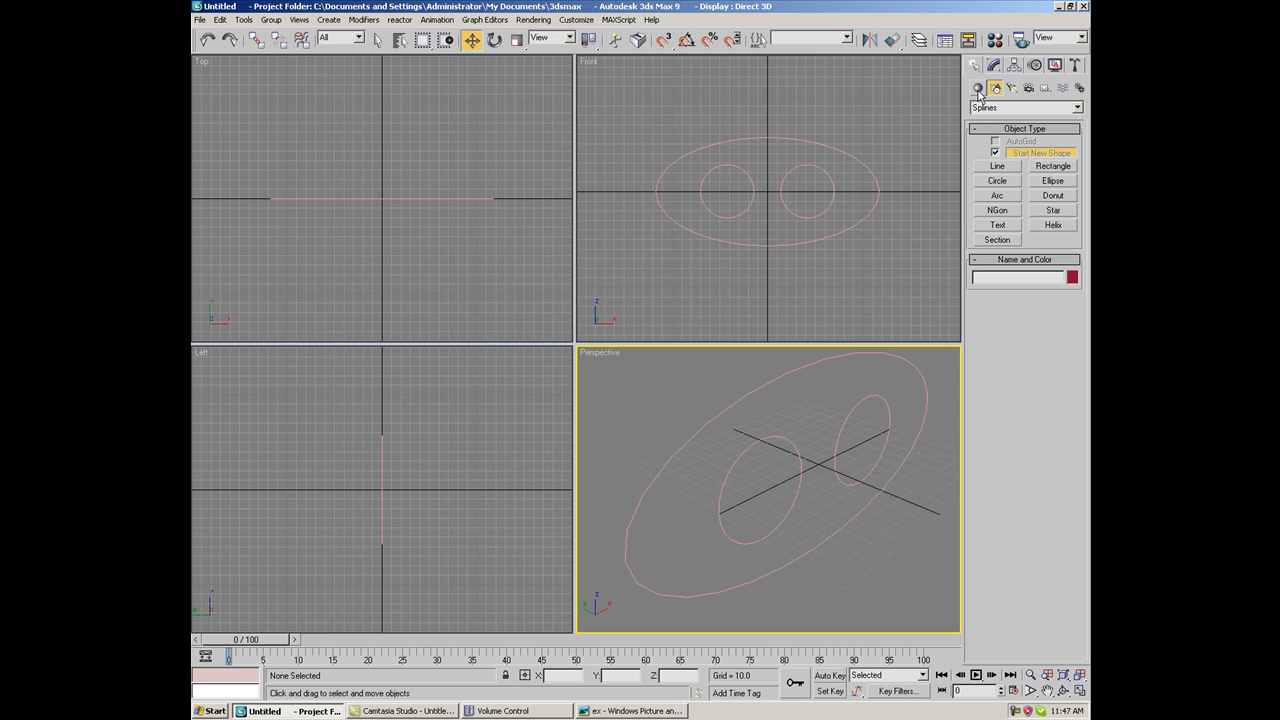 Untitled - Project Folder: C:\Documents and Settings\Administrator\My Documents\3dsmax - Autodesk 3ds Max 9 - Display : Direct 3D
File Edit Tools Group Views Create Modifiers reactor Animation Graph Editors Rendering Customize MAXScript Help
All View View
Top
Front
Splines
- Object Type
AutoGrid
Start New Shape
Line Rectangle
Circle Ellipse
Arc Donut
NGon Star
Text Helix
Section
- Name and Color
z
x
Left
Perspective
z
y x
< 0 / 100 >
0 5 10 15 20 25 30 35 40 45 50 55 60 65 70 75 80 85 90 95 100
None Selected X: Y: Z: Grid = 10.0 Auto Key Selected
Click and drag to select and move objects Add Time Tag Set Key Key Filters... 0
Start Untitled - Project F... Camtasia Studio - Untitle... Volume Control ex - Windows Picture an... 11:47 AM